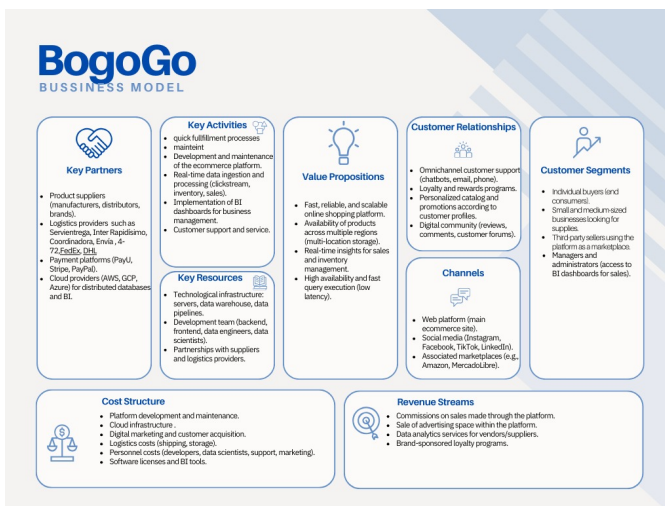 BogoGo
BUSSINESS MODEL
Key Partners
• Product suppliers
(manufacturers, distributors,
brands).
• Logistics providers such as
Servientrega, Inter Rapidísimo,
Coordinadora, Envía , 4-
72,FedEx, DHL
• Payment platforms (PayU,
Stripe, PayPal).
• Cloud providers (AWS, GCP,
Azure) for distributed databases
and BI.
Key Activities
• quick fullfillment processes
• mainteint
• Development and maintenance
of the ecommerce platform.
• Real-time data ingestion and
processing (clickstream,
inventory, sales).
• Implementation of BI
dashboards for business
management.
• Customer support and service.
Key Resources
• Technological infrastructure:
servers, data warehouse, data
pipelines.
• Development team (backend,
frontend, data engineers, data
scientists).
• Partnerships with suppliers
and logistics providers.
Value Propositions
• Fast, reliable, and scalable
online shopping platform.
• Availability of products
across multiple regions
(multi-location storage).
• Real-time insights for sales
and inventory
management.
• High availability and fast
query execution (low
latency).
Customer Relationships
• Omnichannel customer support
(chatbots, email, phone).
• Loyalty and rewards programs.
• Personalized catalog and
promotions according to
customer profiles.
• Digital community (reviews,
comments, customer forums).
Channels
• Web platform (main
ecommerce site).
• Social media (Instagram,
Facebook, TikTok, LinkedIn).
• Associated marketplaces (e.g.,
Amazon, MercadoLibre).
Customer Segments
• Individual buyers (end
consumers).
• Small and medium-sized
businesses looking for
supplies.
• Third-party sellers using the
platform as a marketplace.
• Managers and
administrators (access to
BI dashboards for sales).
Cost Structure
• Platform development and maintenance.
• Cloud infrastructure .
• Digital marketing and customer acquisition.
• Logistics costs (shipping, storage).
• Personnel costs (developers, data scientists, support, marketing).
• Software licenses and BI tools.
Revenue Streams
• Commissions on sales made through the platform.
• Sale of advertising space within the platform.
• Data analytics services for vendors/suppliers.
• Brand-sponsored loyalty programs.